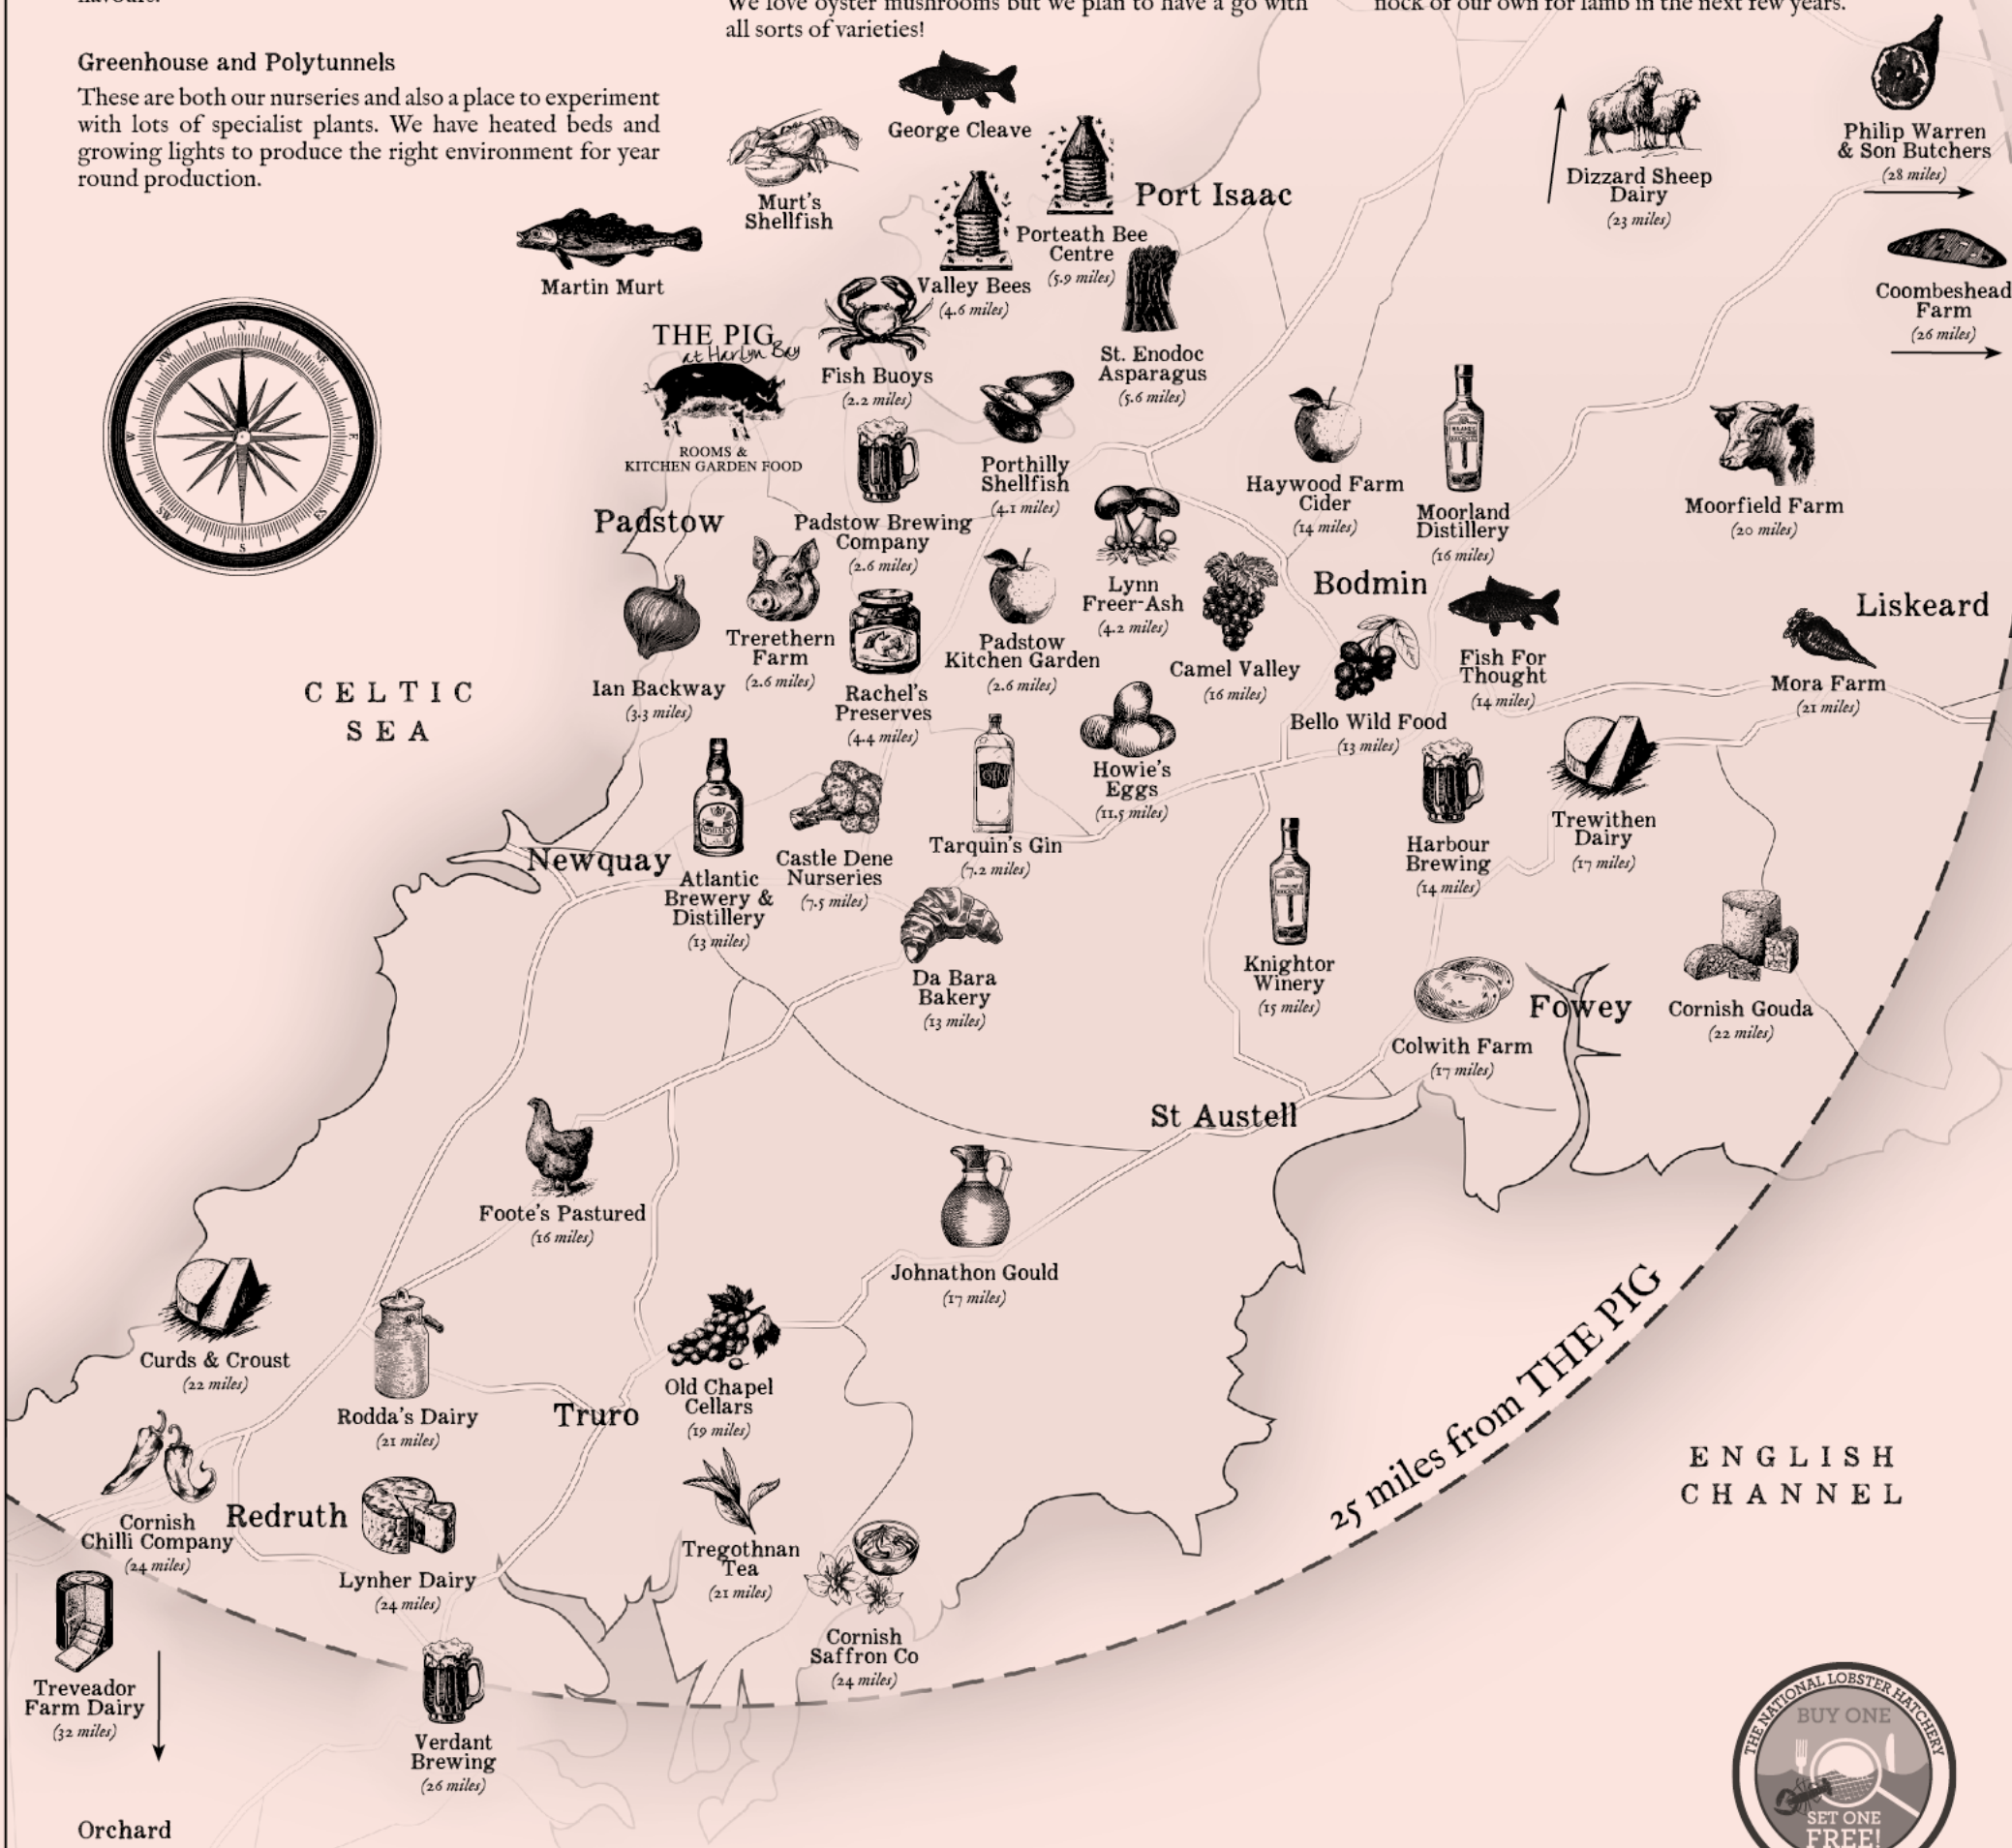 We love oyster mushrooms but we plan to have a go with
all sorts of varieties!
flock of our own for lamb in the next few years.
Greenhouse and Polytunnels
These are both our nurseries and also a place to experiment
with lots of specialist plants. We have heated beds and
growing lights to produce the right environment for year
round production.
George Cleave
Murt's
Shellfish
Martin Murt
Port Isaac
Porteath Bee
Centre
(5.9 miles)
Valley Bees
(4.6 miles)
Dizzard Sheep
Dairy
(23 miles)
Philip Warren
& Son Butchers
(28 miles)
Coombeshead
Farm
(26 miles)
N
NE
E
ES
S
SW
W
NW
THE PIG
at Harlyn Bay
ROOMS &
KITCHEN GARDEN FOOD
Fish Buoys
(2.2 miles)
St. Enodoc
Asparagus
(5.6 miles)
Porthilly
Shellfish
(4.1 miles)
Haywood Farm
Cider
(14 miles)
Moorland
Distillery
(16 miles)
Moorfield Farm
(20 miles)
Padstow
Padstow Brewing
Company
(2.6 miles)
Lynn
Freer-Ash
(4.2 miles)
Bodmin
Liskeard
Trerethern
Farm
(2.6 miles)
Padstow
Kitchen Garden
(2.6 miles)
Camel Valley
(16 miles)
Fish For
Thought
(14 miles)
Mora Farm
(21 miles)
Ian Backway
(3.3 miles)
Rachel's
Preserves
(4.4 miles)
Bello Wild Food
(13 miles)
CELTIC
SEA
GIN
Howie's
Eggs
(11.5 miles)
WHISKEY
Newquay
Atlantic
Brewery &
Distillery
(13 miles)
Castle Dene
Nurseries
(7.5 miles)
Tarquin's Gin
(7.2 miles)
Harbour
Brewing
(14 miles)
Trewithen
Dairy
(17 miles)
Da Bara
Bakery
(13 miles)
Knightor
Winery
(15 miles)
Fowey
Cornish Gouda
(22 miles)
Colwith Farm
(17 miles)
St Austell
Foote's Pastured
(16 miles)
Johnathon Gould
(17 miles)
Curds & Croust
(22 miles)
Rodda's Dairy
(21 miles)
Truro
Old Chapel
Cellars
(19 miles)
25 miles from THE PIG
ENGLISH
CHANNEL
Cornish
Chilli Company
(24 miles)
Redruth
Lynher Dairy
(24 miles)
Tregothnan
Tea
(21 miles)
Cornish
Saffron Co
(24 miles)
Treveador
Farm Dairy
(32 miles)
Verdant
Brewing
(26 miles)
THE NATIONAL LOBSTER HATCHERY
BUY ONE
SET ONE
FREE!
Orchard